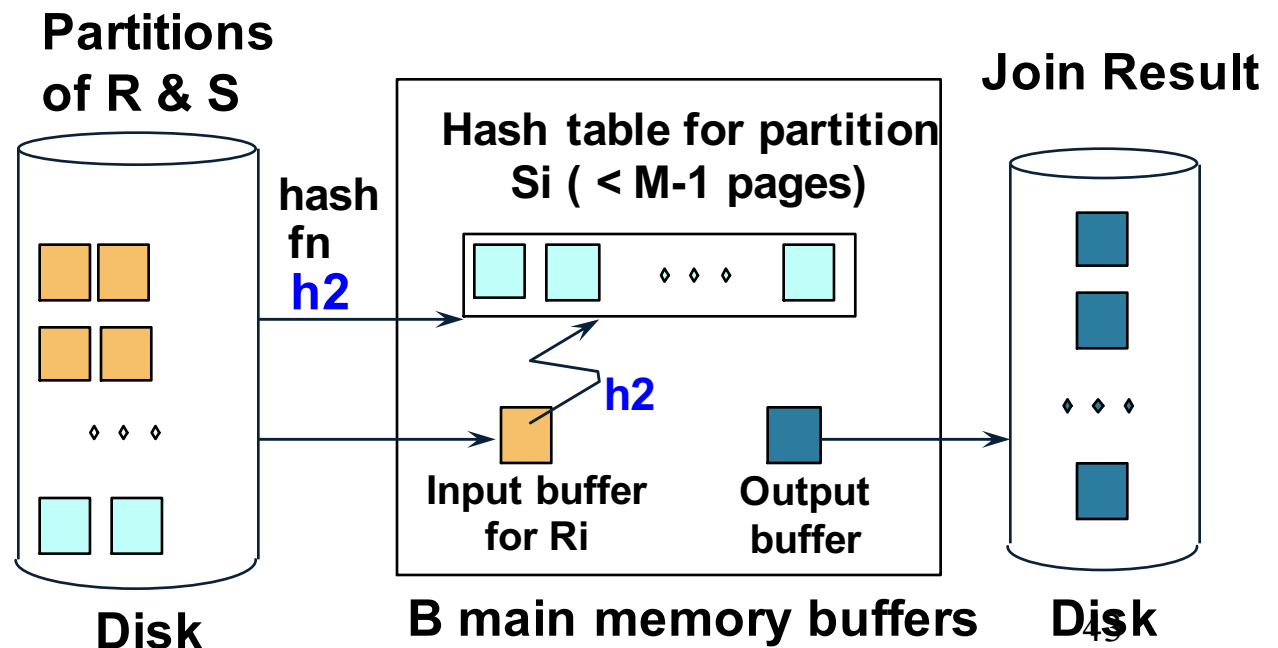 Partitions
of R & S
Join Result
Hash table for partition
Si ( < M-1 pages)
hash
fn
h2
h2
Input buffer
for Ri
Output
buffer
Disk
B main memory buffers
Disk
43